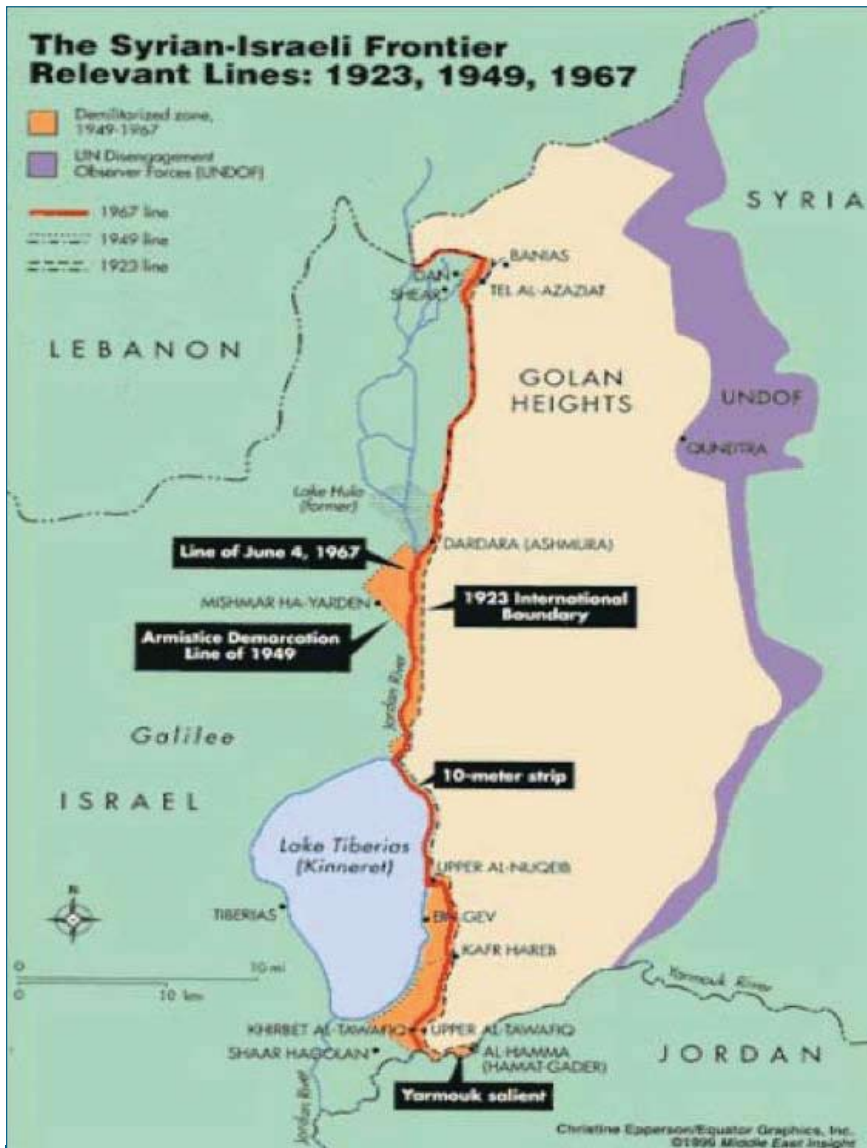 The Syrian-Israeli Frontier
Relevant Lines: 1923, 1949, 1967
Demilitarized zone,
1949-1967
UN Disengagement
Observer Forces (UNDOF)
1967 line
1949 line
1923 line
SYRIA
BANIAS
DAN
SHEAR
TEL AL-AZAZIAT
LEBANON
GOLAN
HEIGHTS
UNDOF
QUNEITRA
Lake Hula
(former)
DARDARA (ASHMURA)
Line of June 4, 1967
1923 International
Boundary
MISHMAR HA-YARDEN
Armistice Demarcation
Line of 1949
Jordan River
Galilee
10-meter strip
ISRAEL
Lake Tiberias
(Kinneret)
UPPER AL-NUQEIB
N
TIBERIAS
EIN GEV
KAFR HAREB
0 10 mi
0 10 km
Yarmouk River
KHIRBET AL-TAWAFIQ
UPPER AL-TAWAFIQ
SHAAR HAGOLAN
AL-HAMMA
(HAMAT-GADER)
JORDAN
Yarmouk salient
Jordan River
Christine Epperson/Equator Graphics, Inc.
©1999 Middle East Insight